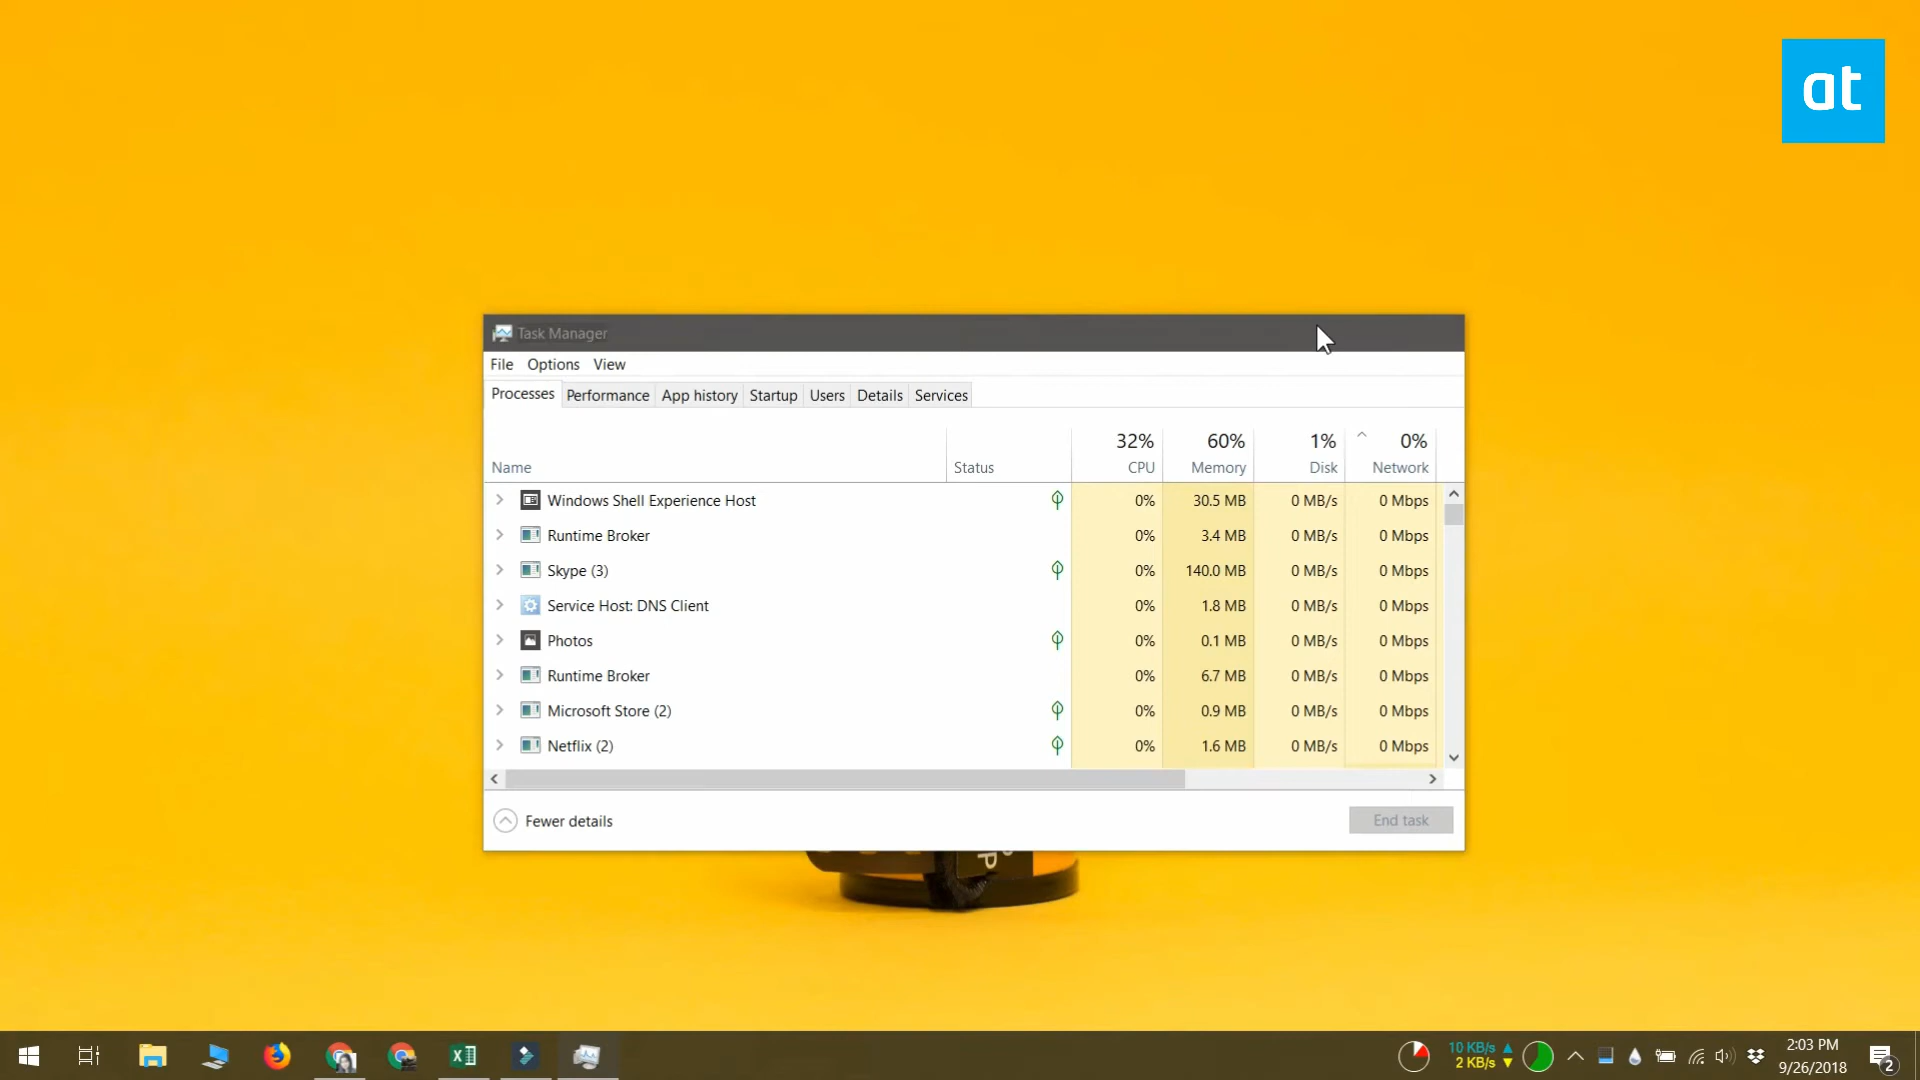 at
Task Manager
File Options View
Processes Performance App history Startup Users Details Services
32% 60% 1% 0%
Name Status CPU Memory Disk Network
Windows Shell Experience Host 0% 30.5 MB 0 MB/s 0 Mbps
Runtime Broker 0% 3.4 MB 0 MB/s 0 Mbps
Skype (3) 0% 140.0 MB 0 MB/s 0 Mbps
Service Host: DNS Client 0% 1.8 MB 0 MB/s 0 Mbps
Photos 0% 0.1 MB 0 MB/s 0 Mbps
Runtime Broker 0% 6.7 MB 0 MB/s 0 Mbps
Microsoft Store (2) 0% 0.9 MB 0 MB/s 0 Mbps
Netflix (2) 0% 1.6 MB 0 MB/s 0 Mbps
Fewer details End task
10 KB/s
2 KB/s
2:03 PM
9/26/2018
2